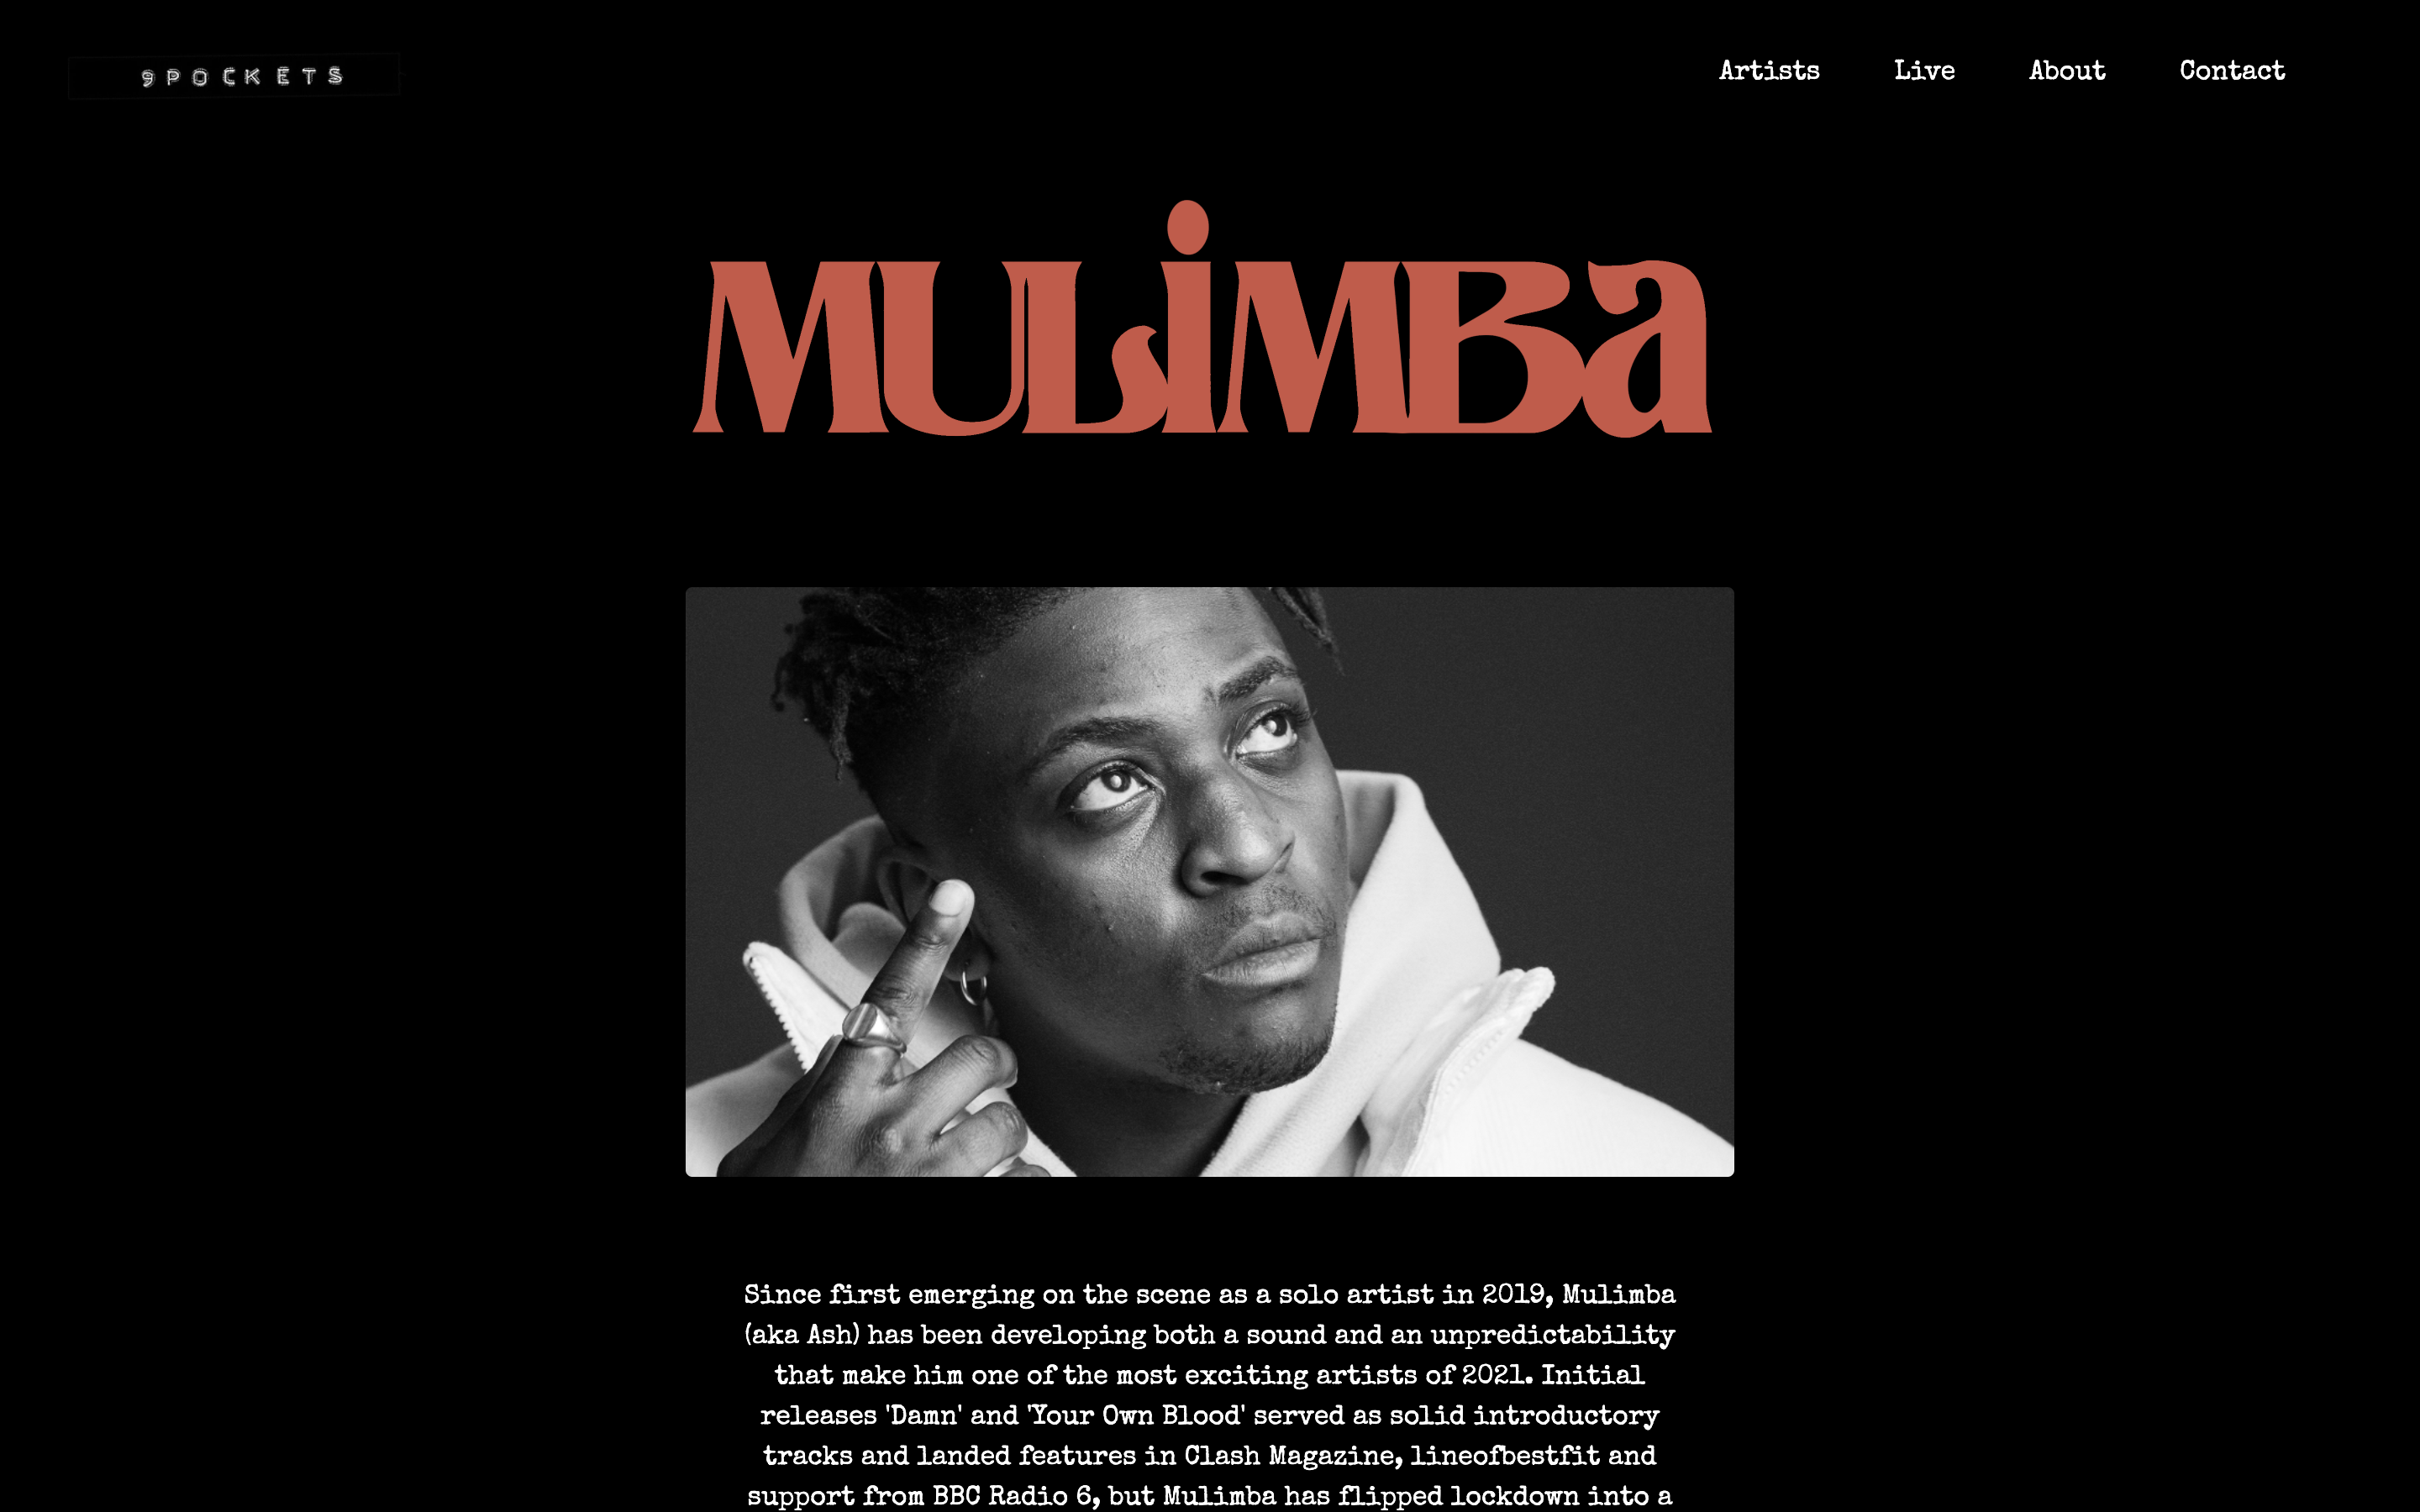 9POCKETS
Artists Live About Contact
MULiMBa
Since first emerging on the scene as a solo artist in 2019, Mulimba
(aka Ash) has been developing both a sound and an unpredictability
that make him one of the most exciting artists of 2021. Initial
releases 'Damn' and 'Your Own Blood' served as solid introductory
tracks and landed features in Clash Magazine, lineofbestfit and
support from BBC Radio 6, but Mulimba has flipped lockdown into a